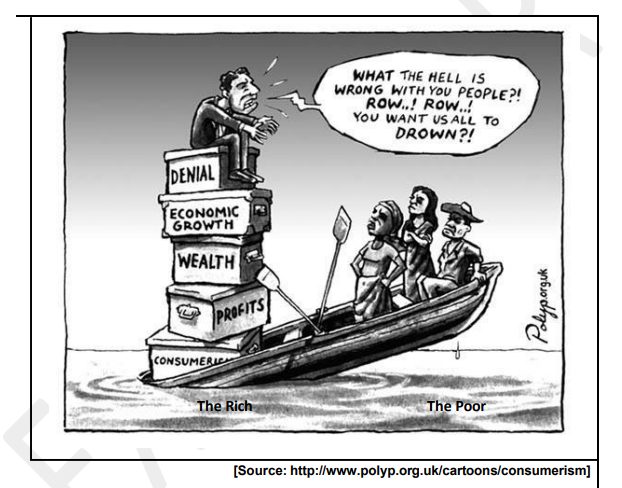 WHAT THE HELL IS
WRONG WITH YOU PEOPLE?!
ROW..! ROW..!
YOU WANT US ALL TO
DROWN?!
DENIAL
ECONOMIC
GROWTH
WEALTH
PROFITS
CONSUMERI
Polyp.org.uk
The Rich
The Poor
[Source: http://www.polyp.org.uk/cartoons/consumerism]